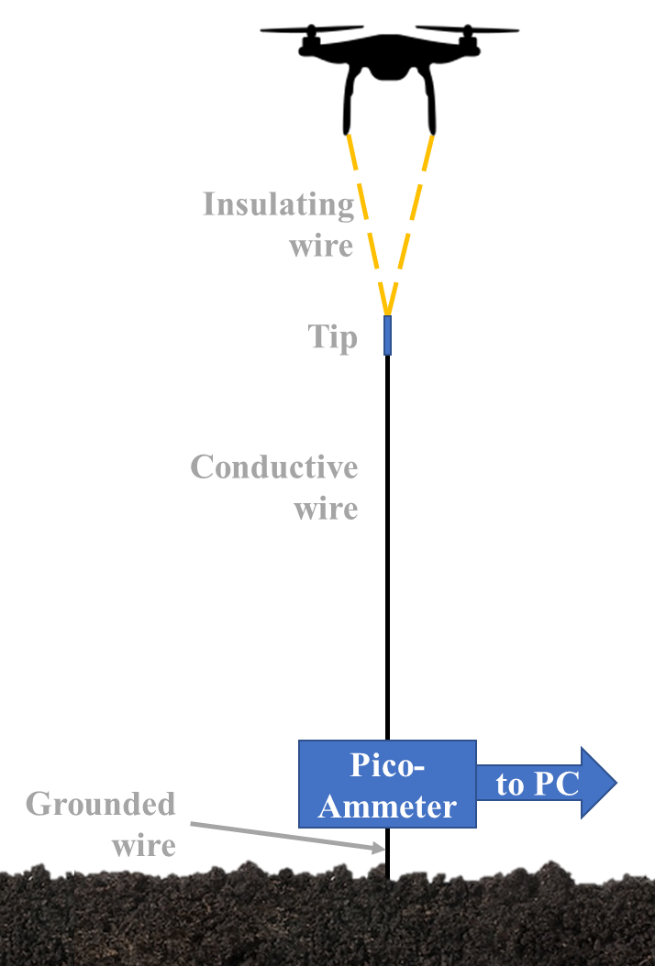 Insulating
wire
Tip
Conductive
wire
Pico-
Ammeter
to PC
Grounded
wire